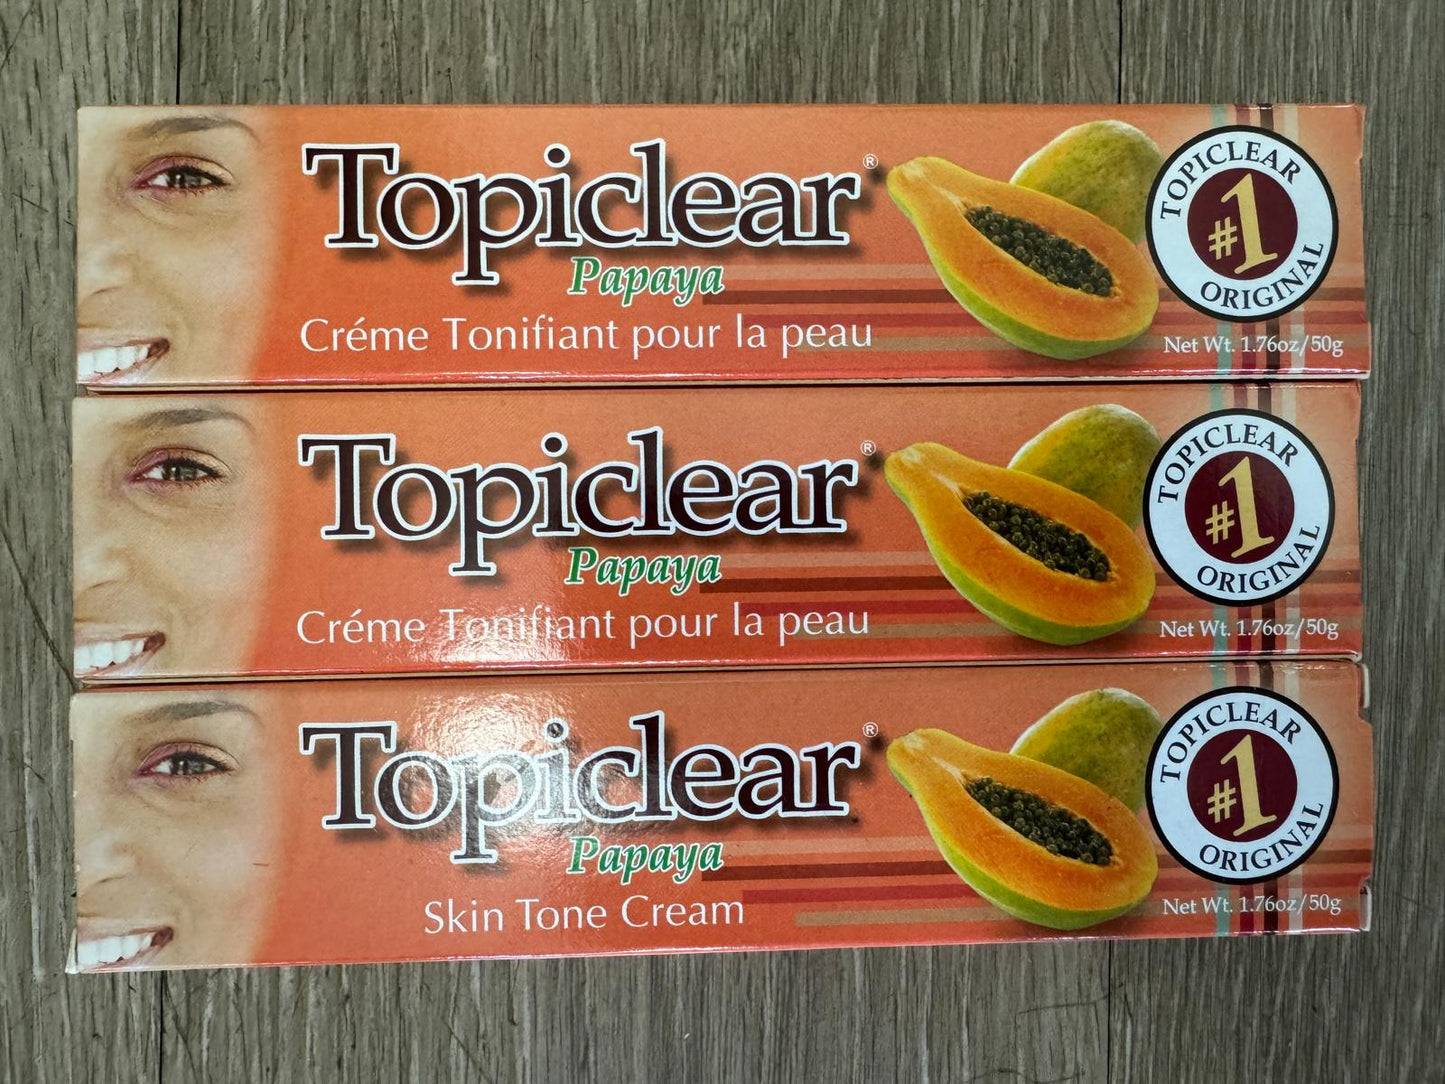 Topiclear®
Papaya
Créme Tonifiant pour la peau
TOPICLEAR
#1
ORIGINAL
Net Wt. 1.76oz/50g
Topiclear®
Papaya
Créme Tonifiant pour la peau
TOPICLEAR
#1
ORIGINAL
Net Wt. 1.76oz/50g
Topiclear®
Papaya
Skin Tone Cream
TOPICLEAR
#1
ORIGINAL
Net Wt. 1.76oz/50g